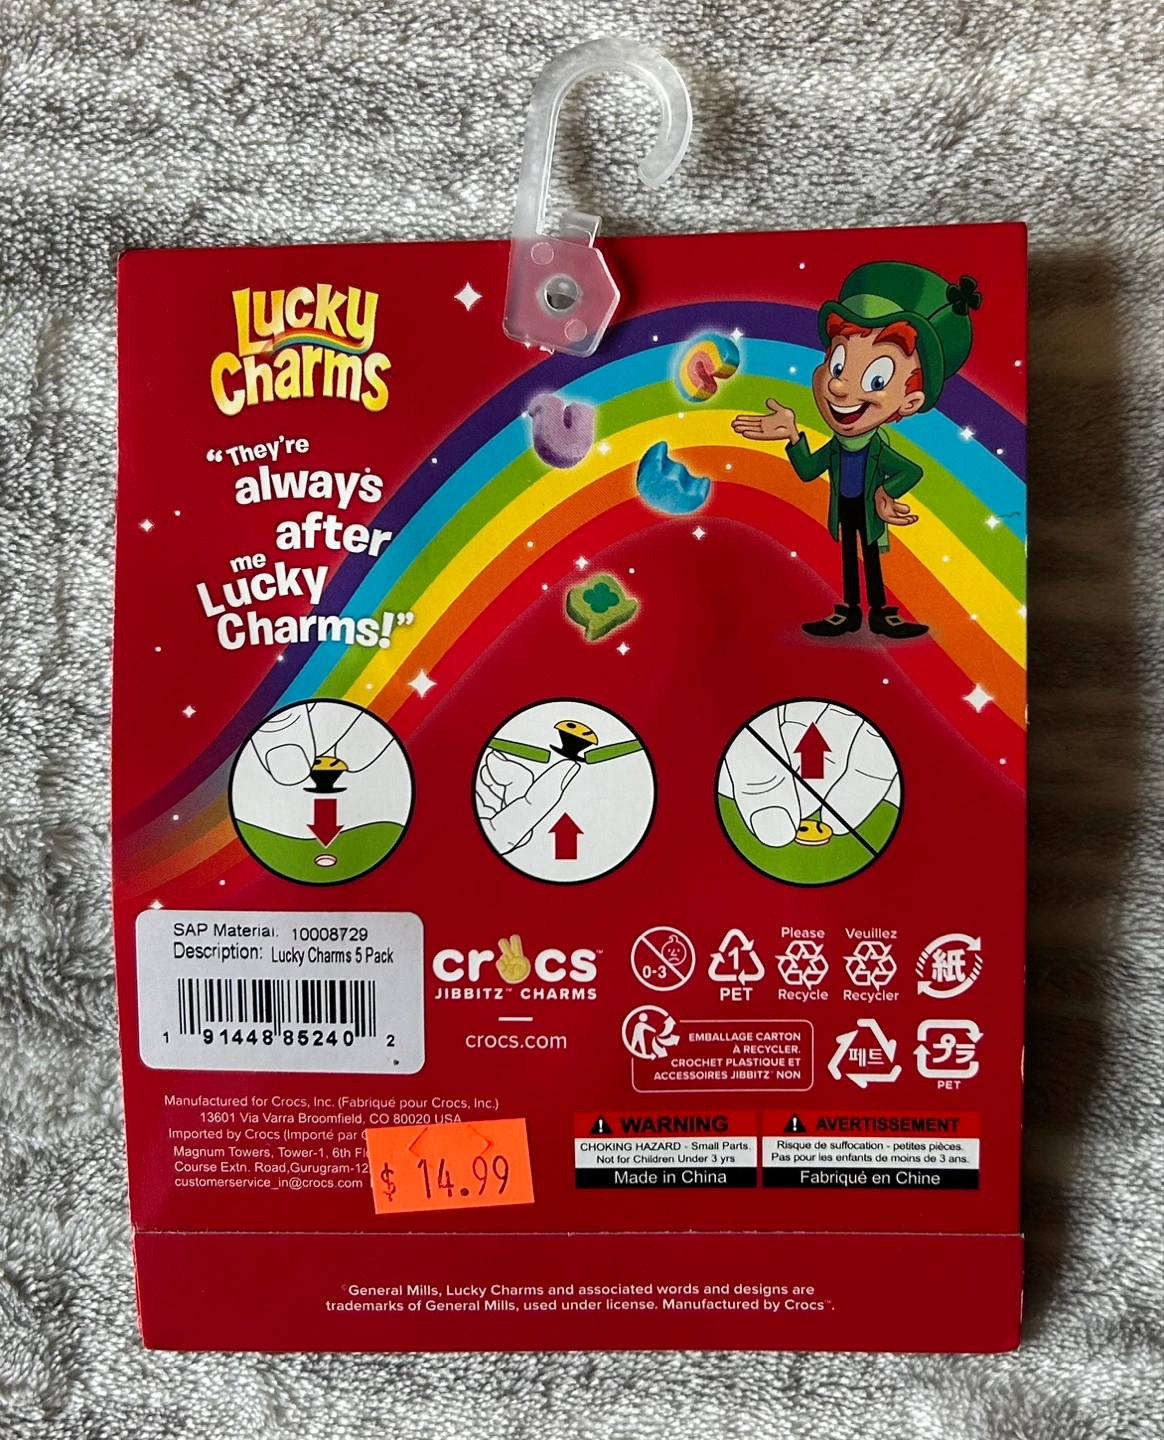 Lucky
Charms
“They’re
always
after
me
Lucky
Charms!”
SAP Material: 10008729
Description: Lucky Charms 5 Pack
1 91448 85240 2
crocs™
JIBBITZ™ CHARMS
crocs.com
0-3
1
PET
Please
Recycle
Veuillez
Recycler
紙
EMBALLAGE CARTON
À RECYCLER.
CROCHET PLASTIQUE ET
ACCESSOIRES JIBBITZ™ NON
페트
プラ
PET
Manufactured for Crocs, Inc. (Fabriqué pour Crocs, Inc.)
13601 Via Varra Broomfield, CO 80020 USA
Imported by Crocs (Importé par
Magnum Towers, Tower-1, 6th
Course Extn. Road,Gurugram-12
customerservice_in@crocs.com
$ 14.99
WARNING
CHOKING HAZARD - Small Parts.
Not for Children Under 3 yrs
Made in China
AVERTISSEMENT
Risque de suffocation - petites pièces.
Pas pour les enfants de moins de 3 ans.
Fabriqué en Chine
©General Mills, Lucky Charms and associated words and designs are
trademarks of General Mills, used under license. Manufactured by Crocs™.